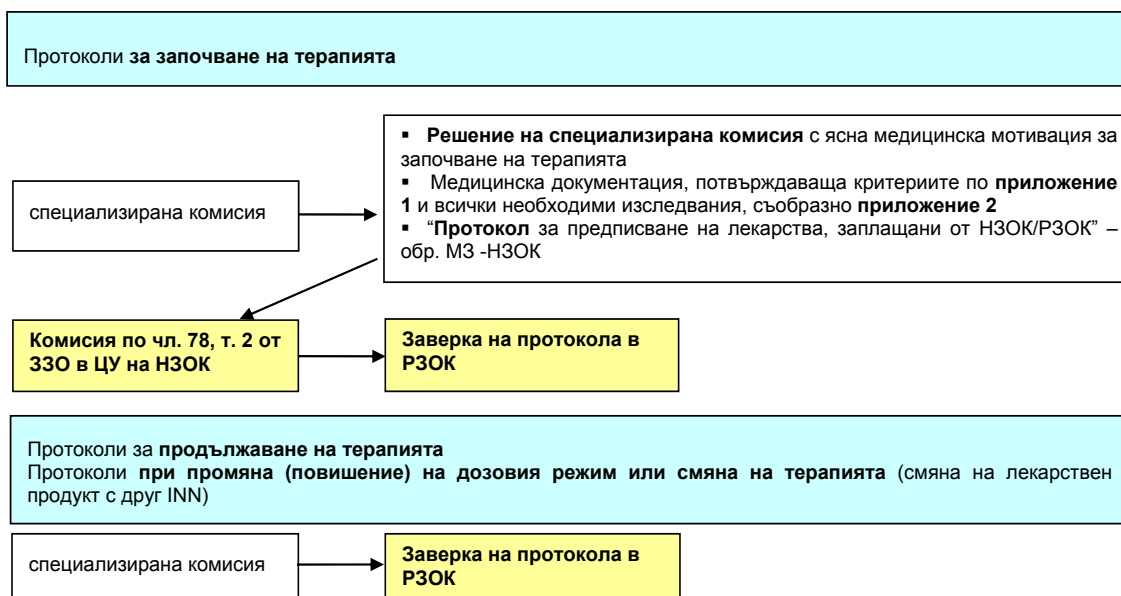 Протоколи за започване на терапията
▪ Решение на специализирана комисия с ясна медицинска мотивация за
започване на терапията
▪ Медицинска документация, потвърждаваща критериите по приложение
1 и всички необходими изследвания, съобразно приложение 2
▪ “Протокол за предписване на лекарства, заплащани от НЗОК/РЗОК” –
обр. МЗ -НЗОК
специализирана комисия
Комисия по чл. 78, т. 2 от
ЗЗО в ЦУ на НЗОК
Заверка на протокола в
РЗОК
Протоколи за продължаване на терапията
Протоколи при промяна (повишение) на дозовия режим или смяна на терапията (смяна на лекарствен
продукт с друг INN)
специализирана комисия
Заверка на протокола в
РЗОК